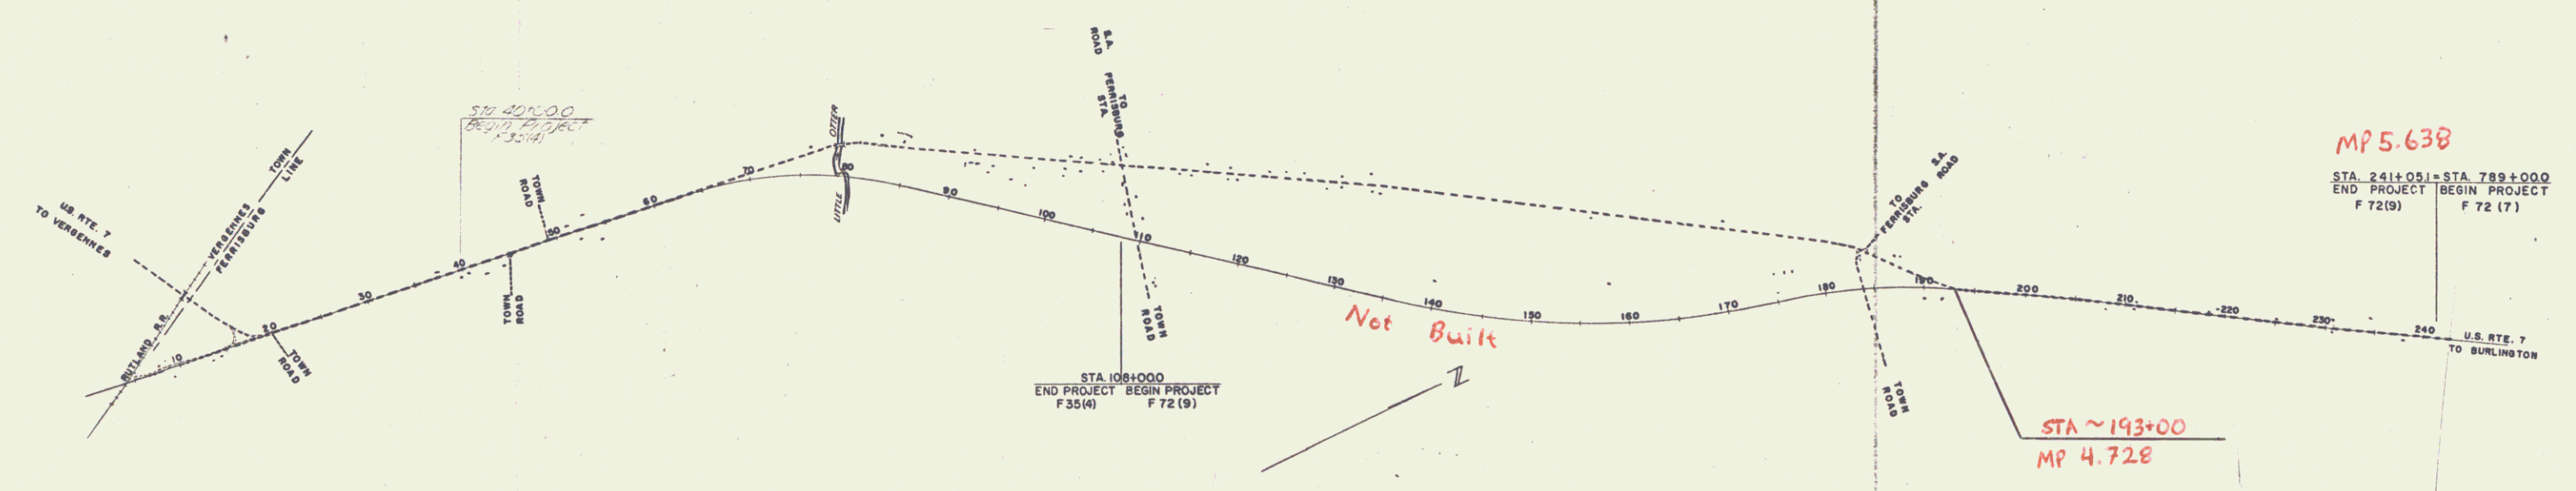 U.S. RTE. 7
TO VERGENNES
VERGENNES
FERRISBURG
TOWN
LINE
RUTLAND R.R.
10
20
TOWN
ROAD
30
STA 40+00.0
Begin Project
F35(4)
40
TOWN
ROAD
TOWN
ROAD
50
60
70
OTTER
LITTLE
80
90
100
S.A.
ROAD
TO
FERRISBURG
STA.
110
TOWN
ROAD
STA. 108+00.0
END PROJECT BEGIN PROJECT
F35(4) F 72(9)
120
130
140
Not Built
150
160
170
180
190
TO
FERRISBURG
STA.
S.A.
ROAD
TOWN
ROAD
Z
200
210
220
230
240
STA ~ 193+00
MP 4.728
MP 5.638
STA. 241+05.1 = STA. 789+00.0
END PROJECT BEGIN PROJECT
F 72(9) F 72 (7)
U.S. RTE. 7
TO BURLINGTON